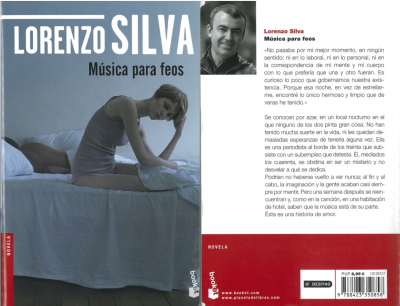 LORENZO SILVA
Música para feos
NOVELA
booket
Lorenzo Silva
Música para feos
«No pasaba por mi mejor momento, en ningún
sentido: ni en lo laboral, ni en lo personal, ni en
la correspondencia de mi mente y mi cuerpo
con lo que prefería que una y otro fueran. Es
curioso lo poco que gobernamos nuestra exis-
tencia. Porque esa noche, en vez de estrellar-
me, encontré lo único hermoso y limpio que de
veras he tenido.»
Se conocen por azar, en un local nocturno en el
que ninguno de los dos pinta gran cosa. No han
tenido mucha suerte en la vida, ni les quedan de-
masiadas esperanzas de tenerla alguna vez. Ella
es una periodista al borde de los treinta que sub-
siste con un subempleo que detesta. Él, mediados
los cuarenta, se obstina en ser un misterio y no
desvelar a qué se dedica.
Podrían no haberse vuelto a ver nunca; al fin y al
cabo, la imaginación y la gente acaban casi siem-
pre por mentir. Pero una semana después se reen-
cuentran y, como en la canción, en una habitación
de hotel, saben que la música está de su parte.
Ésta es una historia de amor.
NOVELA
booket
www.booket.com
www.planetadelibros.com
DESTINO
9 788423 350858